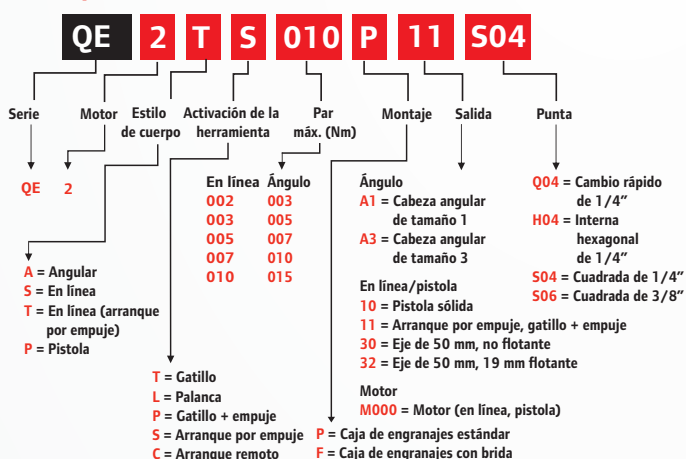 QE 2 T S 010 P 11 S04
Serie
Motor
Estilo
de cuerpo
Activación de la
herramienta
Par
máx. (Nm)
Montaje
Salida
Punta
QE
2
A = Angular
S = En línea
T = En línea (arranque
por empuje)
P = Pistola
T = Gatillo
L = Palanca
P = Gatillo + empuje
S = Arranque por empuje
C = Arranque remoto
En línea Ángulo
002 003
003 005
005 007
007 010
010 015
P = Caja de engranajes estándar
F = Caja de engranajes con brida
Ángulo
A1 = Cabeza angular
de tamaño 1
A3 = Cabeza angular
de tamaño 3
En línea/pistola
10 = Pistola sólida
11 = Arranque por empuje, gatillo + empuje
30 = Eje de 50 mm, no flotante
32 = Eje de 50 mm, 19 mm flotante
Motor
M000 = Motor (en línea, pistola)
Q04 = Cambio rápido
de 1/4”
H04 = Interna
hexagonal
de 1/4”
S04 = Cuadrada de 1/4”
S06 = Cuadrada de 3/8”